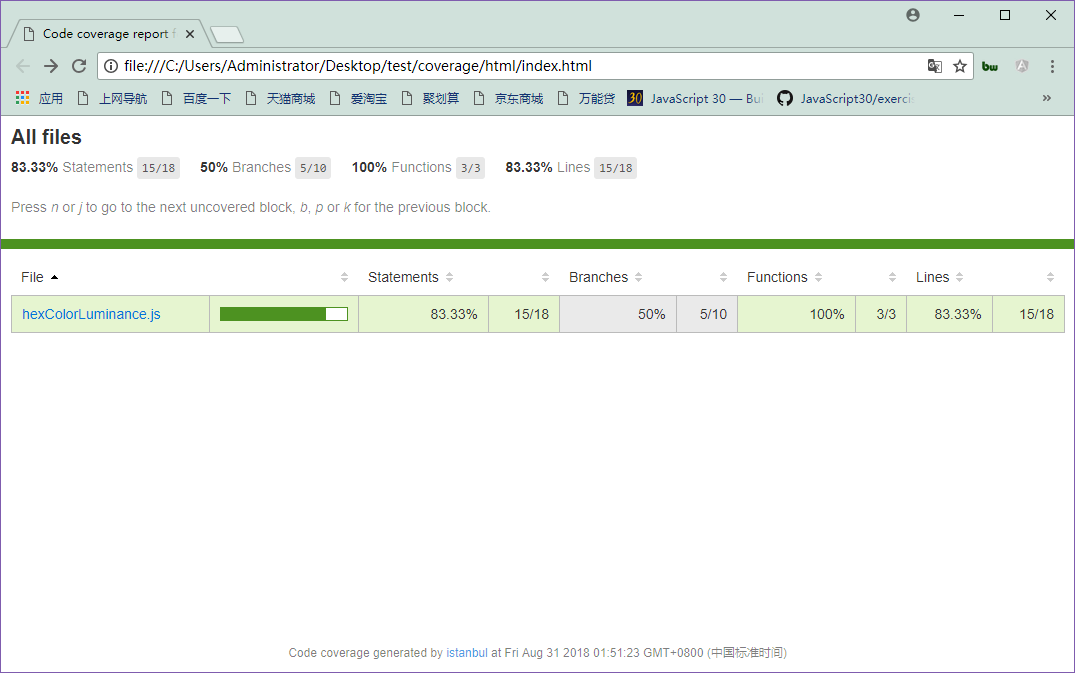 Code coverage report f
file:///C:/Users/Administrator/Desktop/test/coverage/html/index.html
应用 上网导航 百度一下 天猫商城 爱淘宝 聚划算 京东商城 万能贷 30 JavaScript 30 — Bui JavaScript30/exercis »
All files
83.33% Statements 15/18 50% Branches 5/10 100% Functions 3/3 83.33% Lines 15/18
Press n or j to go to the next uncovered block, b, p or k for the previous block.
File Statements Branches Functions Lines
hexColorLuminance.js 83.33% 15/18 50% 5/10 100% 3/3 83.33% 15/18
Code coverage generated by istanbul at Fri Aug 31 2018 01:51:23 GMT+0800 (中国标准时间)